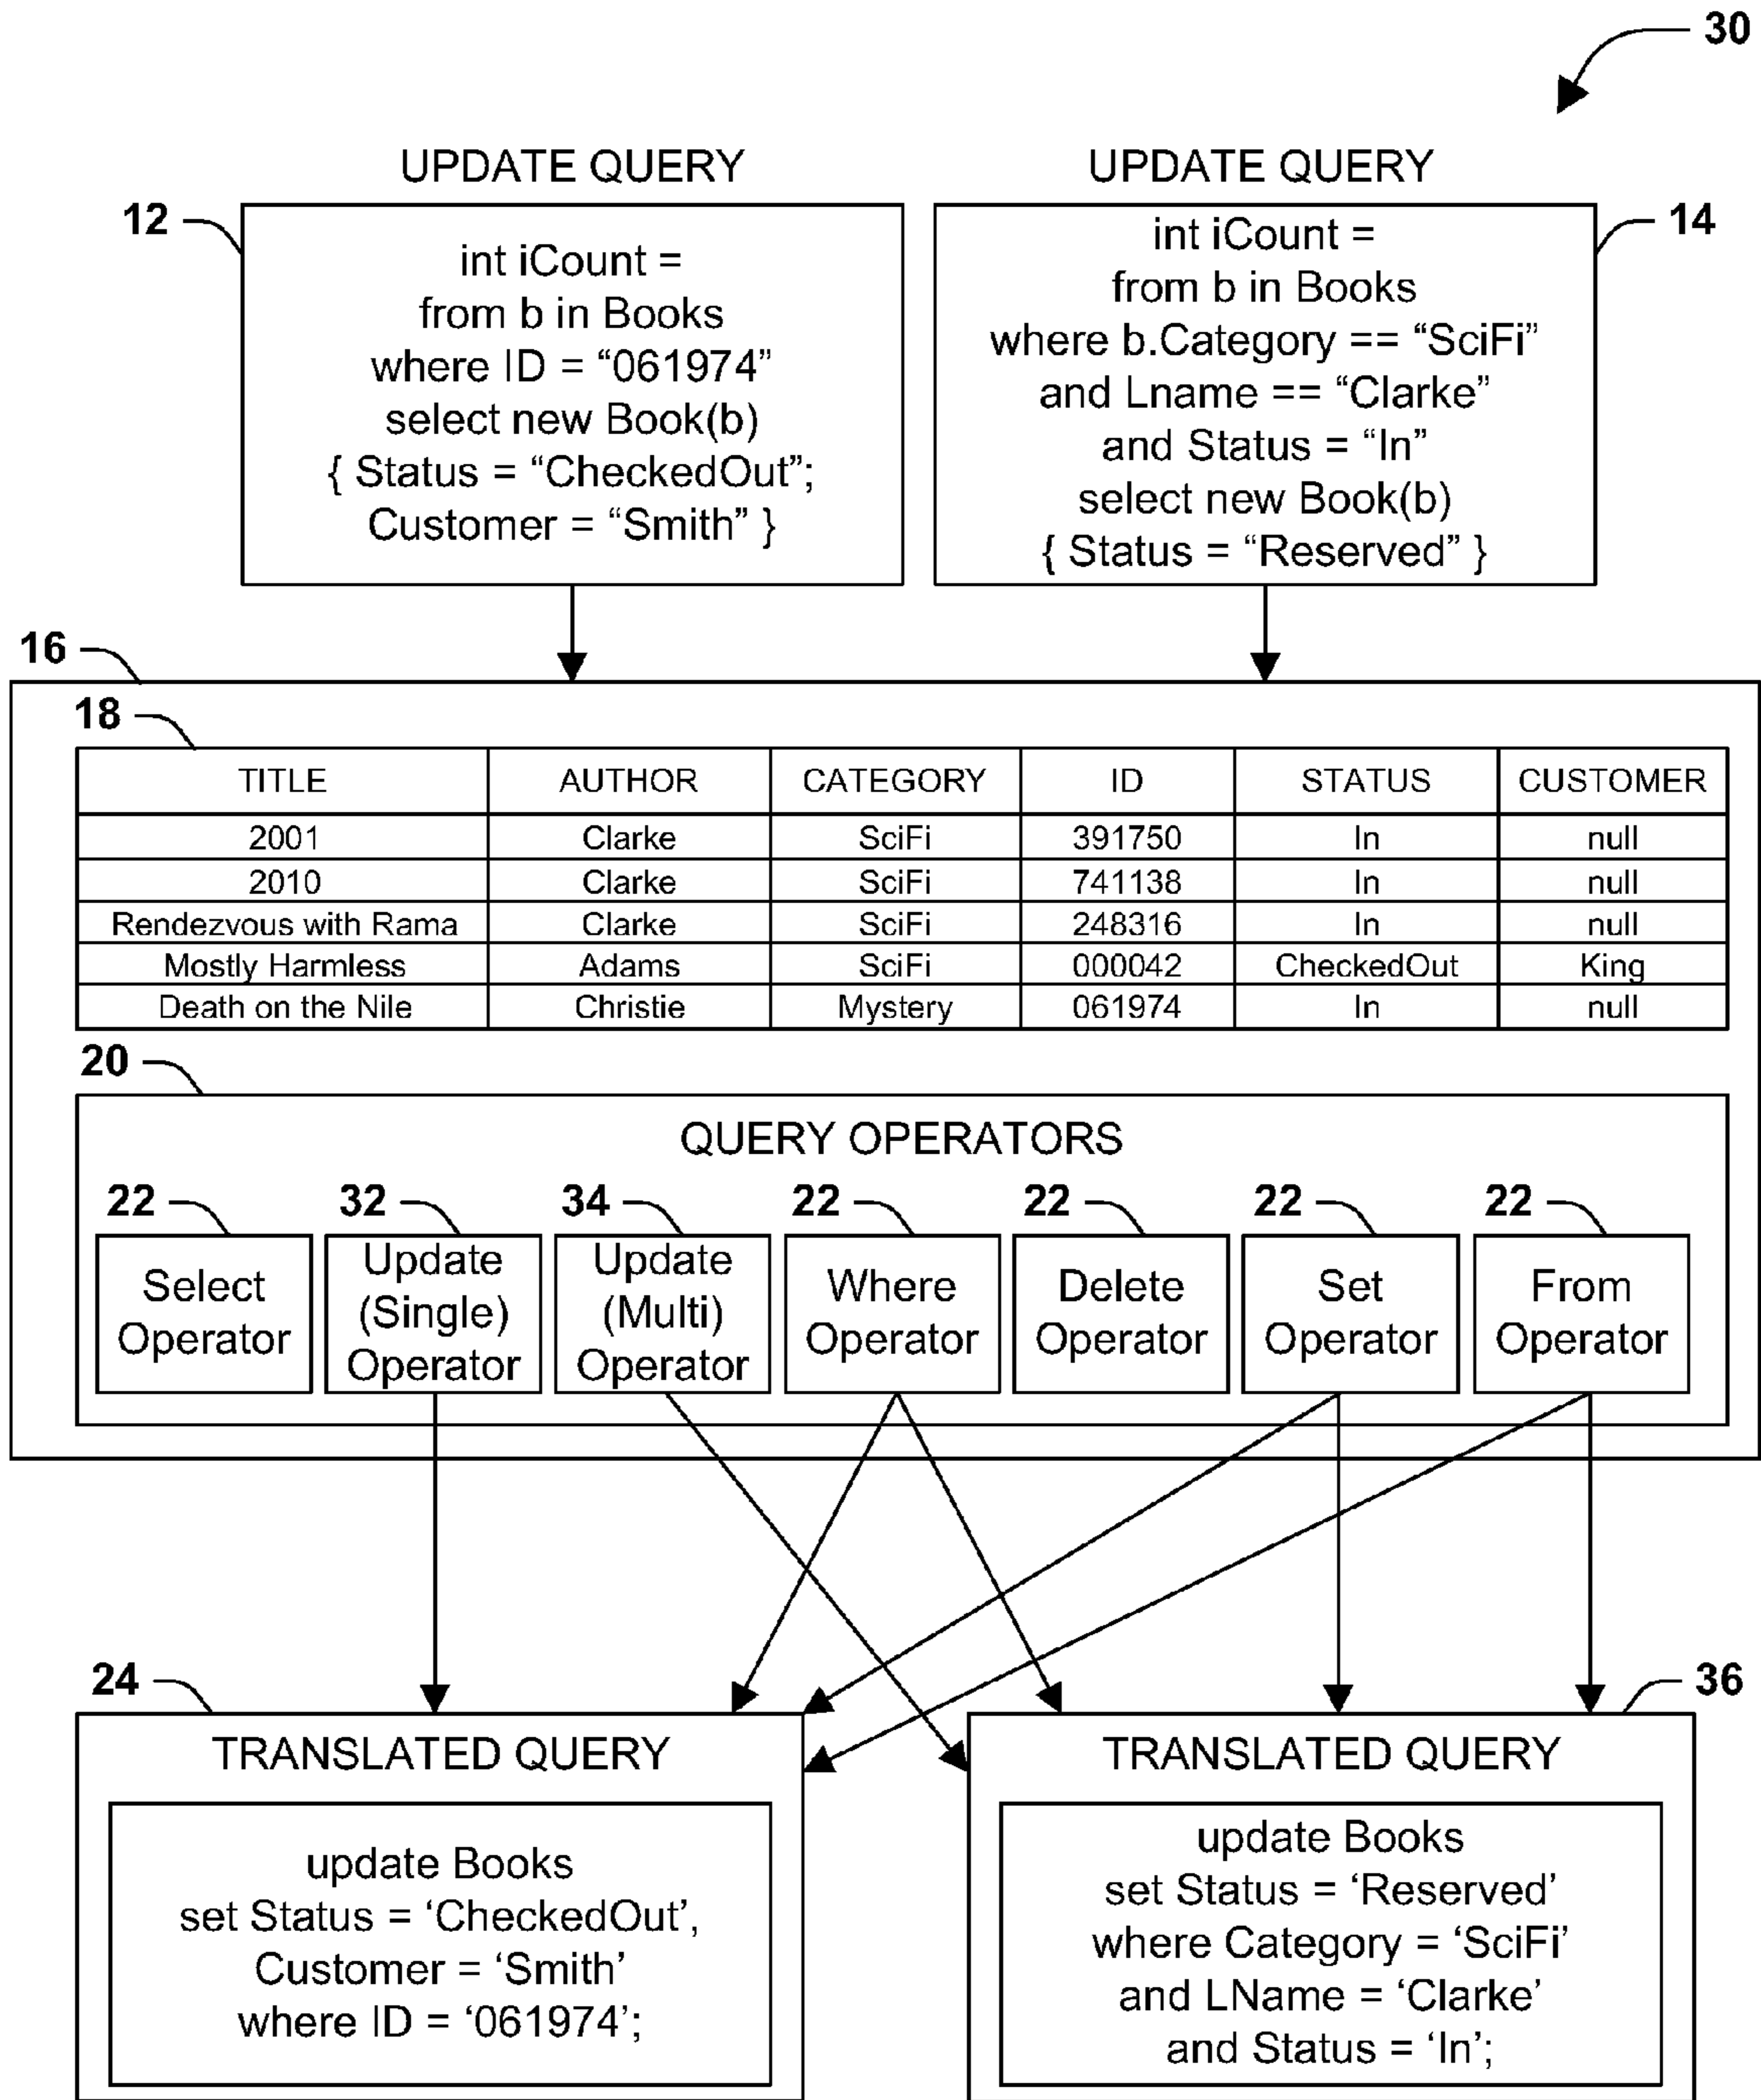 30
UPDATE QUERY
12
int iCount =
from b in Books
where ID = “061974”
select new Book(b)
{ Status = “CheckedOut”;
Customer = “Smith” }
UPDATE QUERY
14
int iCount =
from b in Books
where b.Category == “SciFi”
and Lname == “Clarke”
and Status = “In”
select new Book(b)
{ Status = “Reserved” }
16
18
TITLE AUTHOR CATEGORY ID STATUS CUSTOMER
2001 Clarke SciFi 391750 In null
2010 Clarke SciFi 741138 In null
Rendezvous with Rama Clarke SciFi 248316 In null
Mostly Harmless Adams SciFi 000042 CheckedOut King
Death on the Nile Christie Mystery 061974 In null
20
QUERY OPERATORS
22
Select
Operator
32
Update
(Single)
Operator
34
Update
(Multi)
Operator
22
Where
Operator
22
Delete
Operator
22
Set
Operator
22
From
Operator
24
TRANSLATED QUERY
update Books
set Status = ‘CheckedOut’,
Customer = ‘Smith’
where ID = ‘061974’;
36
TRANSLATED QUERY
update Books
set Status = ‘Reserved’
where Category = ‘SciFi’
and LName = ‘Clarke’
and Status = ‘In’;